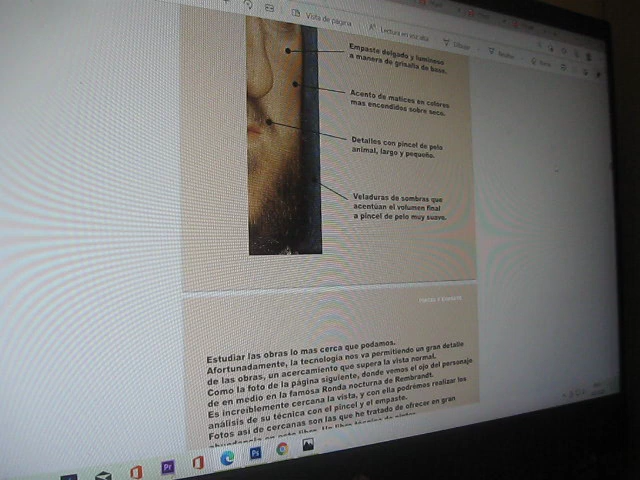 Vista de página
Lectura en voz alta
Dibujar
Empaste delgado y luminoso
a manera de grisalla de base.
Acento de matices en colores
mas encendidos sobre seco.
Detalles con pincel de pelo
animal, largo y pequeño.
Veladuras de sombras que
acentúan el volumen final
a pincel de pelo muy suave.
Estudiar las obras lo mas cerca que podamos.
Afortunadamente, la tecnología nos va permitiendo un gran detalle
de las obras, un acercamiento que supera la vista normal.
Como la foto de la página siguiente, donde vemos el ojo del personaje
de en medio en la famosa Ronda nocturna de Rembrandt.
Es increíblemente cercana la vista, y con ella podremos realizar los
análisis de su técnica con el pincel y el empaste.
Fotos así de cercanas son las que he tratado de ofrecer en gran
Pr
Ps